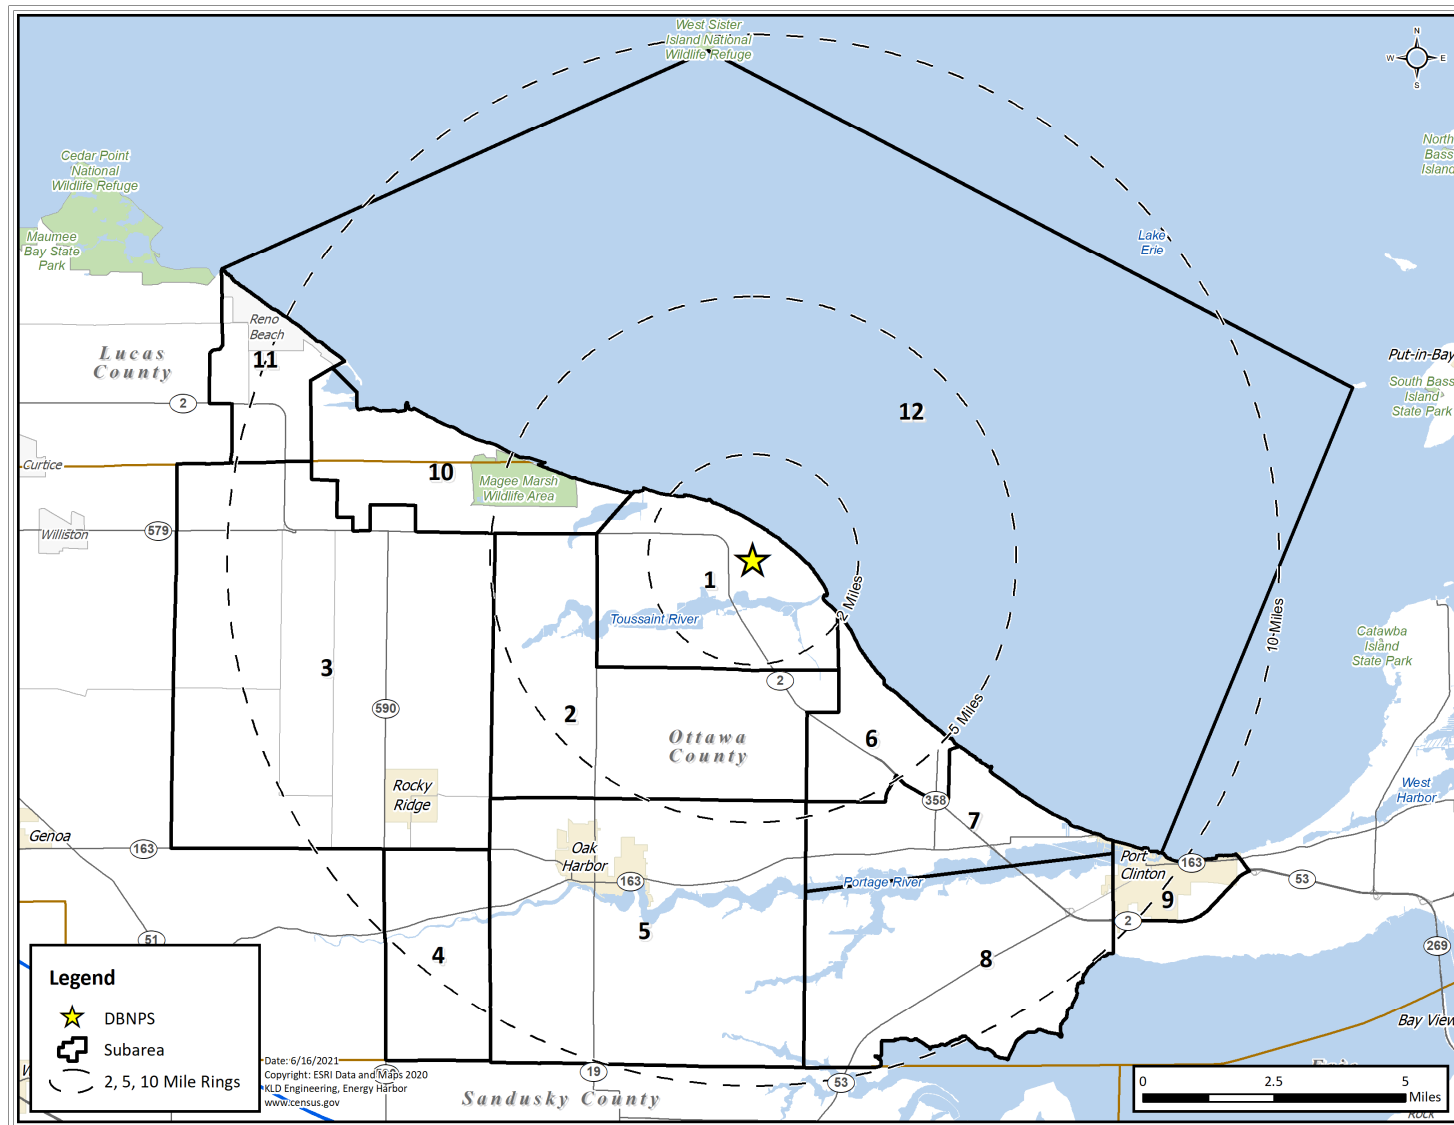 West Sister
Island National
Wildlife Refuge
N
W
E
S
North
Bass
Island
Cedar Point
National
Wildlife Refuge
Maumee
Bay State
Park
Lake
Erie
Reno
Beach
11
Lucas
County
Put-in-Bay
South Bass
Island
State Park
2
12
Curtice
10
Magee Marsh
Wildlife Area
Williston
579
1
2 Miles
Toussaint River
10 Miles
Catawba
Island
State Park
3
2
590
2
5 Miles
6
Ottawa
County
Rocky
Ridge
358
7
West
Harbor
Genoa
163
Oak
Harbor
Port
Clinton
163
163
Portage River
53
9
2
5
51
4
8
269
Legend
DBNPS
Subarea
2, 5, 10 Mile Rings
Date: 6/16/2021
Copyright: ESRI Data and Maps 2020
KLD Engineering, Energy Harbor
www.census.gov
19
53
Sandusky County
Bay View
Erie
0
2.5
5
Miles
Rock